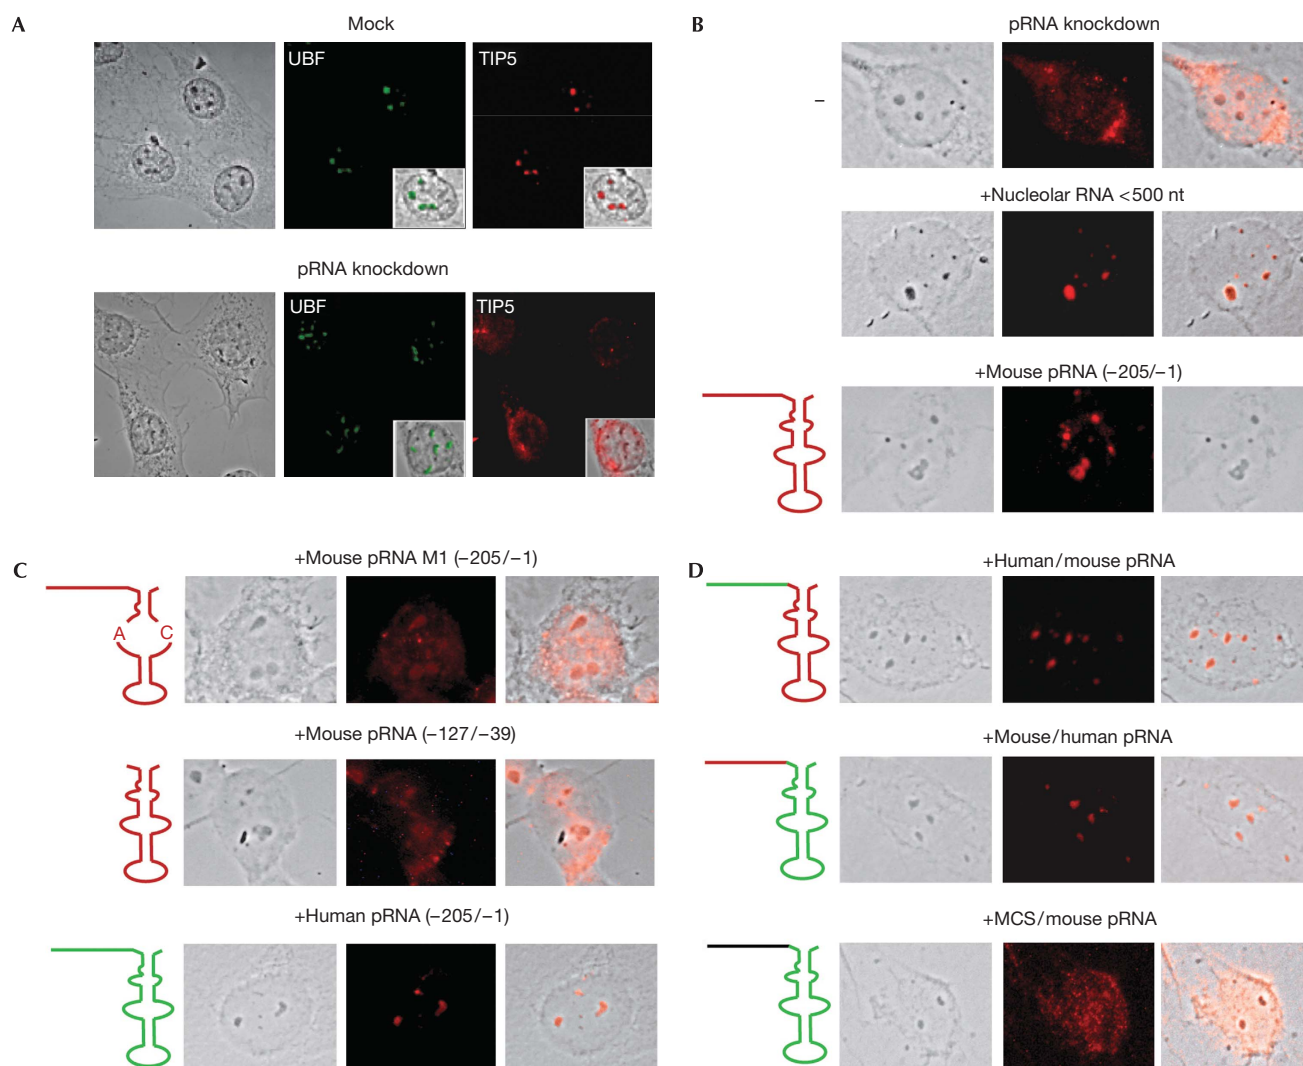 A
Mock
UBF
TIP5
pRNA knockdown
UBF
TIP5
B
pRNA knockdown
–
+Nucleolar RNA <500 nt
+Mouse pRNA (–205/–1)
C
+Mouse pRNA M1 (–205/–1)
A
C
+Mouse pRNA (–127/–39)
+Human pRNA (–205/–1)
D
+Human/mouse pRNA
+Mouse/human pRNA
+MCS/mouse pRNA